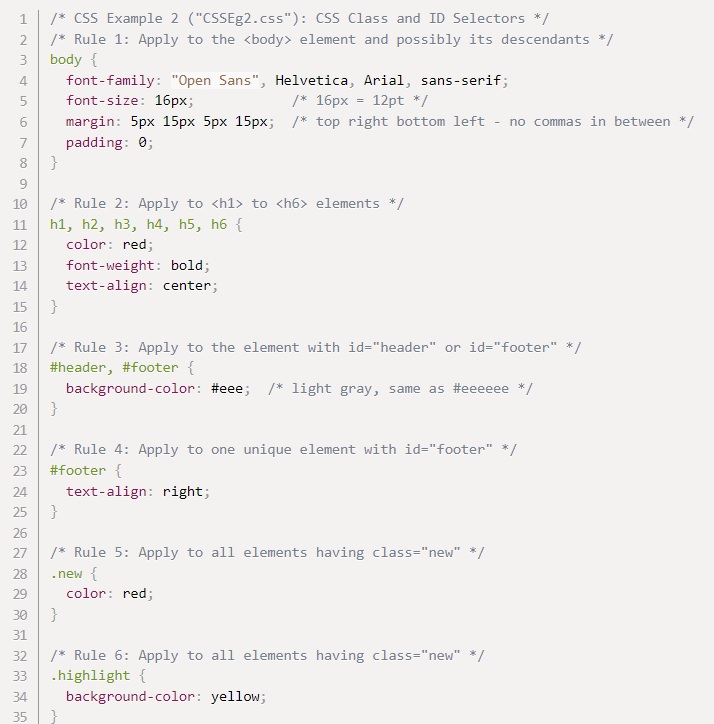 1 /* CSS Example 2 ("CSSEg2.css"): CSS Class and ID Selectors */
2 /* Rule 1: Apply to the <body> element and possibly its descendants */
3 body {
4   font-family: "Open Sans", Helvetica, Arial, sans-serif;
5   font-size: 16px;            /* 16px = 12pt */
6   margin: 5px 15px 5px 15px;  /* top right bottom left - no commas in between */
7   padding: 0;
8 }
9
10 /* Rule 2: Apply to <h1> to <h6> elements */
11 h1, h2, h3, h4, h5, h6 {
12   color: red;
13   font-weight: bold;
14   text-align: center;
15 }
16
17 /* Rule 3: Apply to the element with id="header" or id="footer" */
18 #header, #footer {
19   background-color: #eee;  /* light gray, same as #eeeeee */
20 }
21
22 /* Rule 4: Apply to one unique element with id="footer" */
23 #footer {
24   text-align: right;
25 }
26
27 /* Rule 5: Apply to all elements having class="new" */
28 .new {
29   color: red;
30 }
31
32 /* Rule 6: Apply to all elements having class="new" */
33 .highlight {
34   background-color: yellow;
35 }